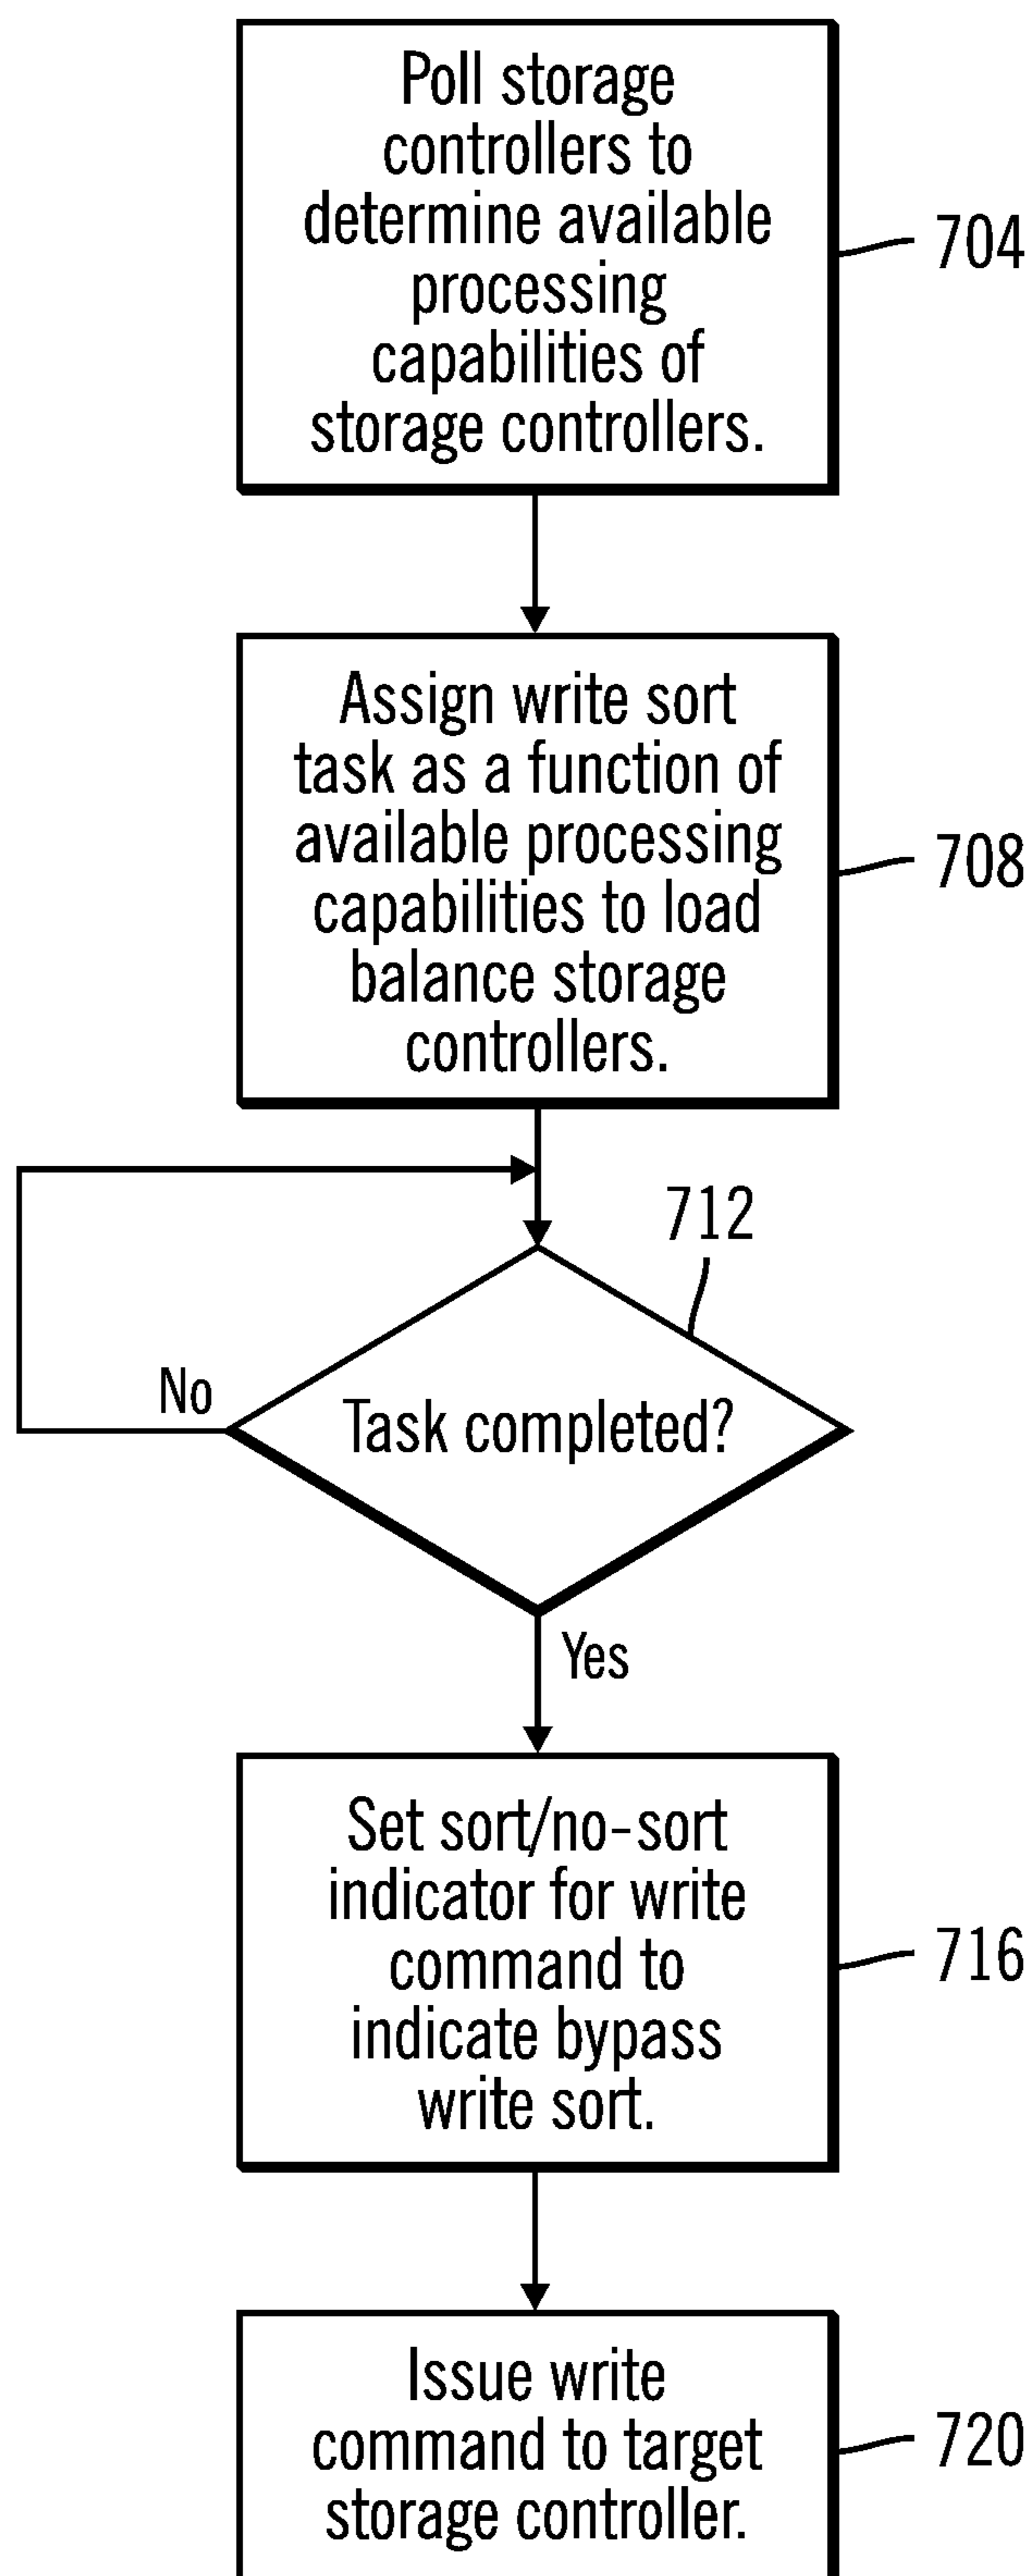 Poll storage
controllers to
determine available
processing
capabilities of
storage controllers.
704
Assign write sort
task as a function of
available processing
capabilities to load
balance storage
controllers.
708
712
No
Task completed?
Yes
Set sort/no-sort
indicator for write
command to
indicate bypass
write sort.
716
Issue write
command to target
storage controller.
720